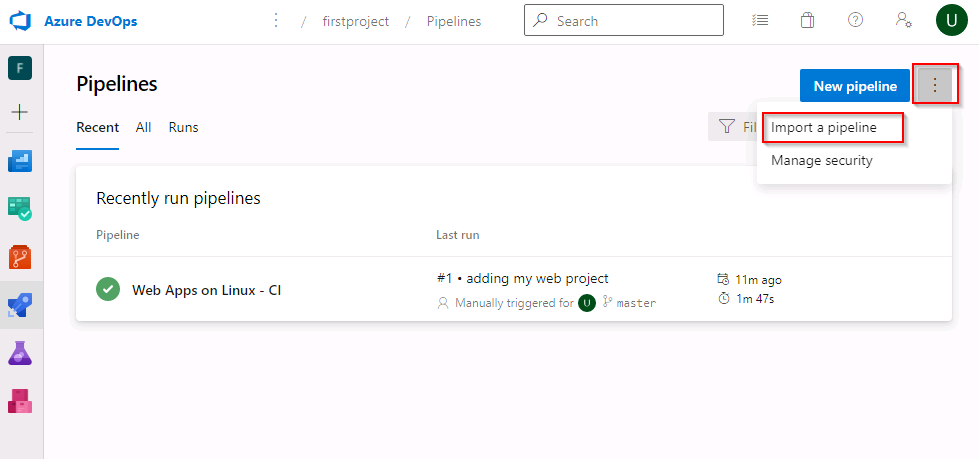 Azure DevOps / firstproject / Pipelines Search U
F
Pipelines
New pipeline
Recent All Runs
Fil
Import a pipeline
Manage security
Recently run pipelines
Pipeline Last run
Web Apps on Linux - CI
#1 • adding my web project
Manually triggered for U master
11m ago
1m 47s